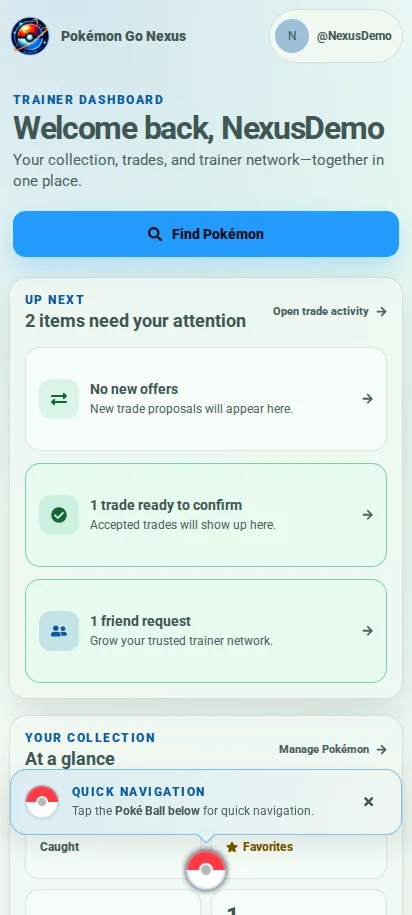 Pokémon Go Nexus
N
@NexusDemo
TRAINER DASHBOARD
Welcome back, NexusDemo
Your collection, trades, and trainer network—together in
one place.
Find Pokémon
UP NEXT
2 items need your attention
Open trade activity
No new offers
New trade proposals will appear here.
1 trade ready to confirm
Accepted trades will show up here.
1 friend request
Grow your trusted trainer network.
YOUR COLLECTION
At a glance
Manage Pokémon
QUICK NAVIGATION
Tap the Poké Ball below for quick navigation.
Caught
Favorites
1